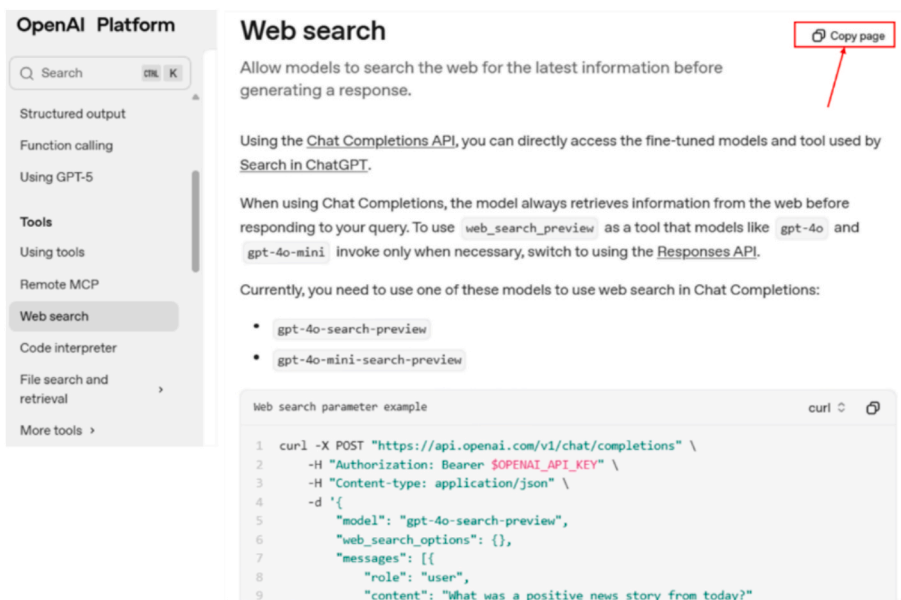 OpenAI Platform
Search CTRL K
Structured output
Function calling
Using GPT-5
Tools
Using tools
Remote MCP
Web search
Code interpreter
File search and
retrieval
More tools
Web search
Copy page
Allow models to search the web for the latest information before
generating a response.
Using the Chat Completions API, you can directly access the fine-tuned models and tool used by
Search in ChatGPT.
When using Chat Completions, the model always retrieves information from the web before
responding to your query. To use web_search_preview as a tool that models like gpt-4o and
gpt-4o-mini invoke only when necessary, switch to using the Responses API.
Currently, you need to use one of these models to use web search in Chat Completions:
• gpt-4o-search-preview
• gpt-4o-mini-search-preview
Web search parameter example
curl
1 curl -X POST "https://api.openai.com/v1/chat/completions" \
2 -H "Authorization: Bearer $OPENAI_API_KEY" \
3 -H "Content-type: application/json" \
4 -d '{
5 "model": "gpt-4o-search-preview",
6 "web_search_options": {},
7 "messages": [{
8 "role": "user",
9 "content": "What was a positive news story from today?"